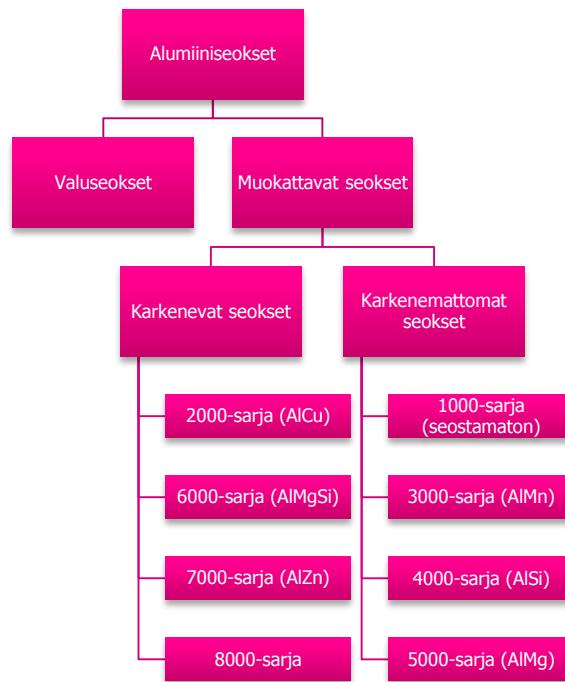 Alumiiniseokset
Valuseokset
Muokattavat seokset
Karkenevat seokset
Karkenemattomat
seokset
2000-sarja (AlCu)
6000-sarja (AlMgSi)
7000-sarja (AlZn)
8000-sarja
1000-sarja
(seostamaton)
3000-sarja (AlMn)
4000-sarja (AlSi)
5000-sarja (AlMg)